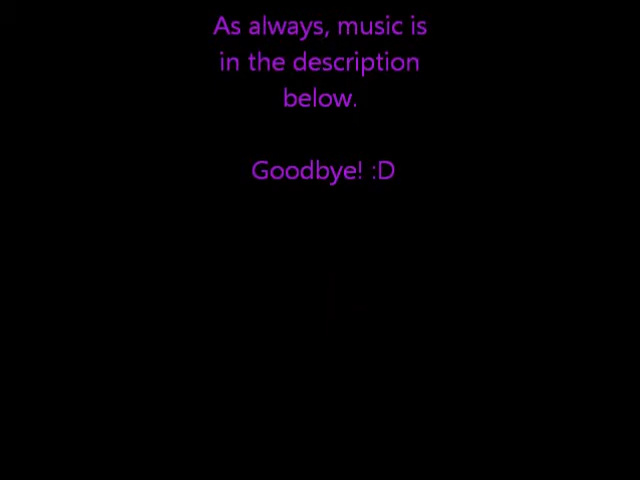 As always, music is
in the description
below.
Goodbye! :D